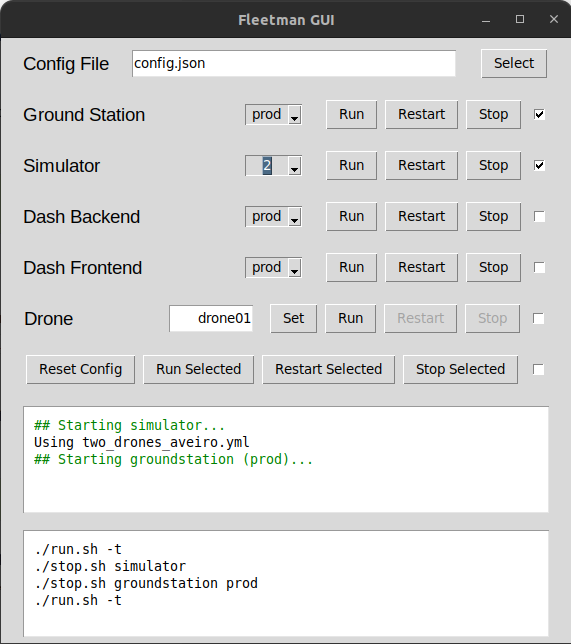 Fleetman GUI
Config File config.json Select
Ground Station prod Run Restart Stop
Simulator 2 Run Restart Stop
Dash Backend prod Run Restart Stop
Dash Frontend prod Run Restart Stop
Drone drone01 Set Run Restart Stop
Reset Config Run Selected Restart Selected Stop Selected
## Starting simulator...
Using two_drones_aveiro.yml
## Starting groundstation (prod)...
./run.sh -t
./stop.sh simulator
./stop.sh groundstation prod
./run.sh -t